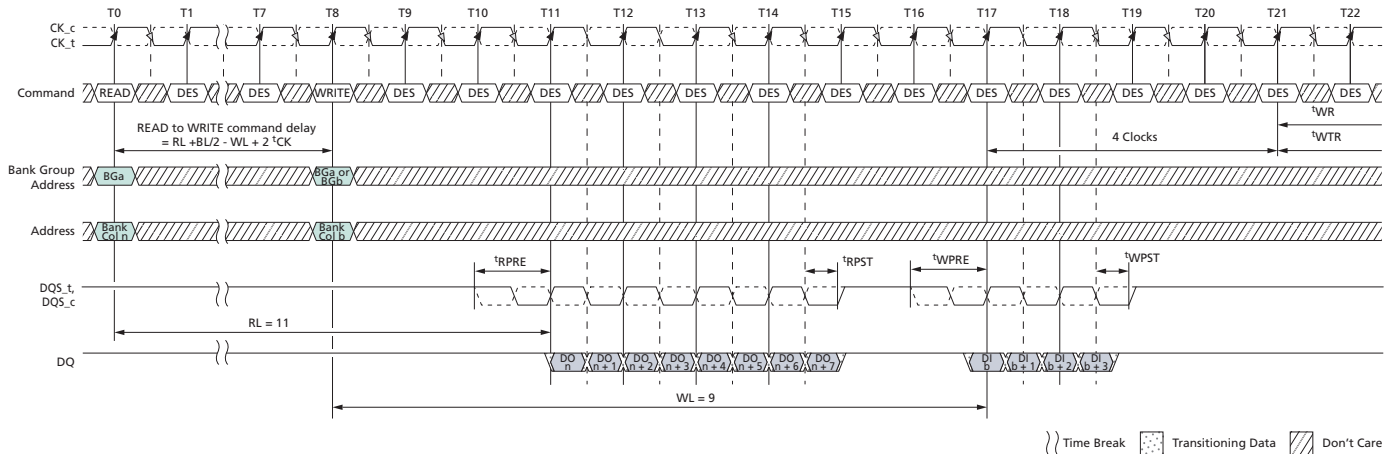 T0 T1 T7 T8 T9 T10 T11 T12 T13 T14 T15 T16 T17 T18 T19 T20 T21 T22
CK_c
CK_t
Command READ DES DES WRITE DES DES DES DES DES DES DES DES DES DES DES DES DES DES
tWR
READ to WRITE command delay
= RL +BL/2 - WL + 2 tCK
4 Clocks
tWTR
Bank Group
Address
BGa
BGa or
BGb
Address
Bank
Col n
Bank
Col b
tRPRE tRPST tWPRE tWPST
DQS_t,
DQS_c
RL = 11
DQ
DO
n
DO
n + 1
DO
n + 2
DO
n + 3
DO
n + 4
DO
n + 5
DO
n + 6
DO
n + 7
DI
b
DI
b + 1
DI
b + 2
DI
b + 3
WL = 9
Time Break Transitioning Data Don't Care